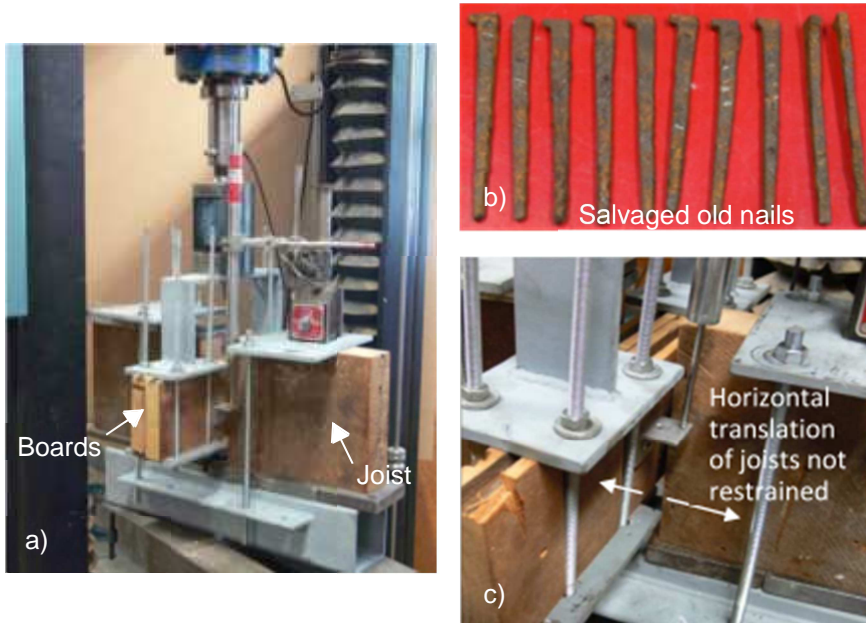 Boards
Joist
a)
b)
Salvaged old nails
Horizontal
translation
of joists not
restrained
c)